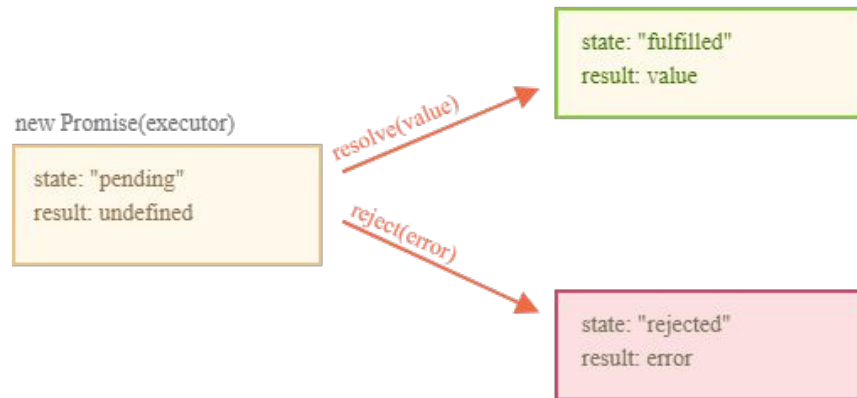 new Promise(executor)
state: "pending"
result: undefined
resolve(value)
reject(error)
state: "fulfilled"
result: value
state: "rejected"
result: error